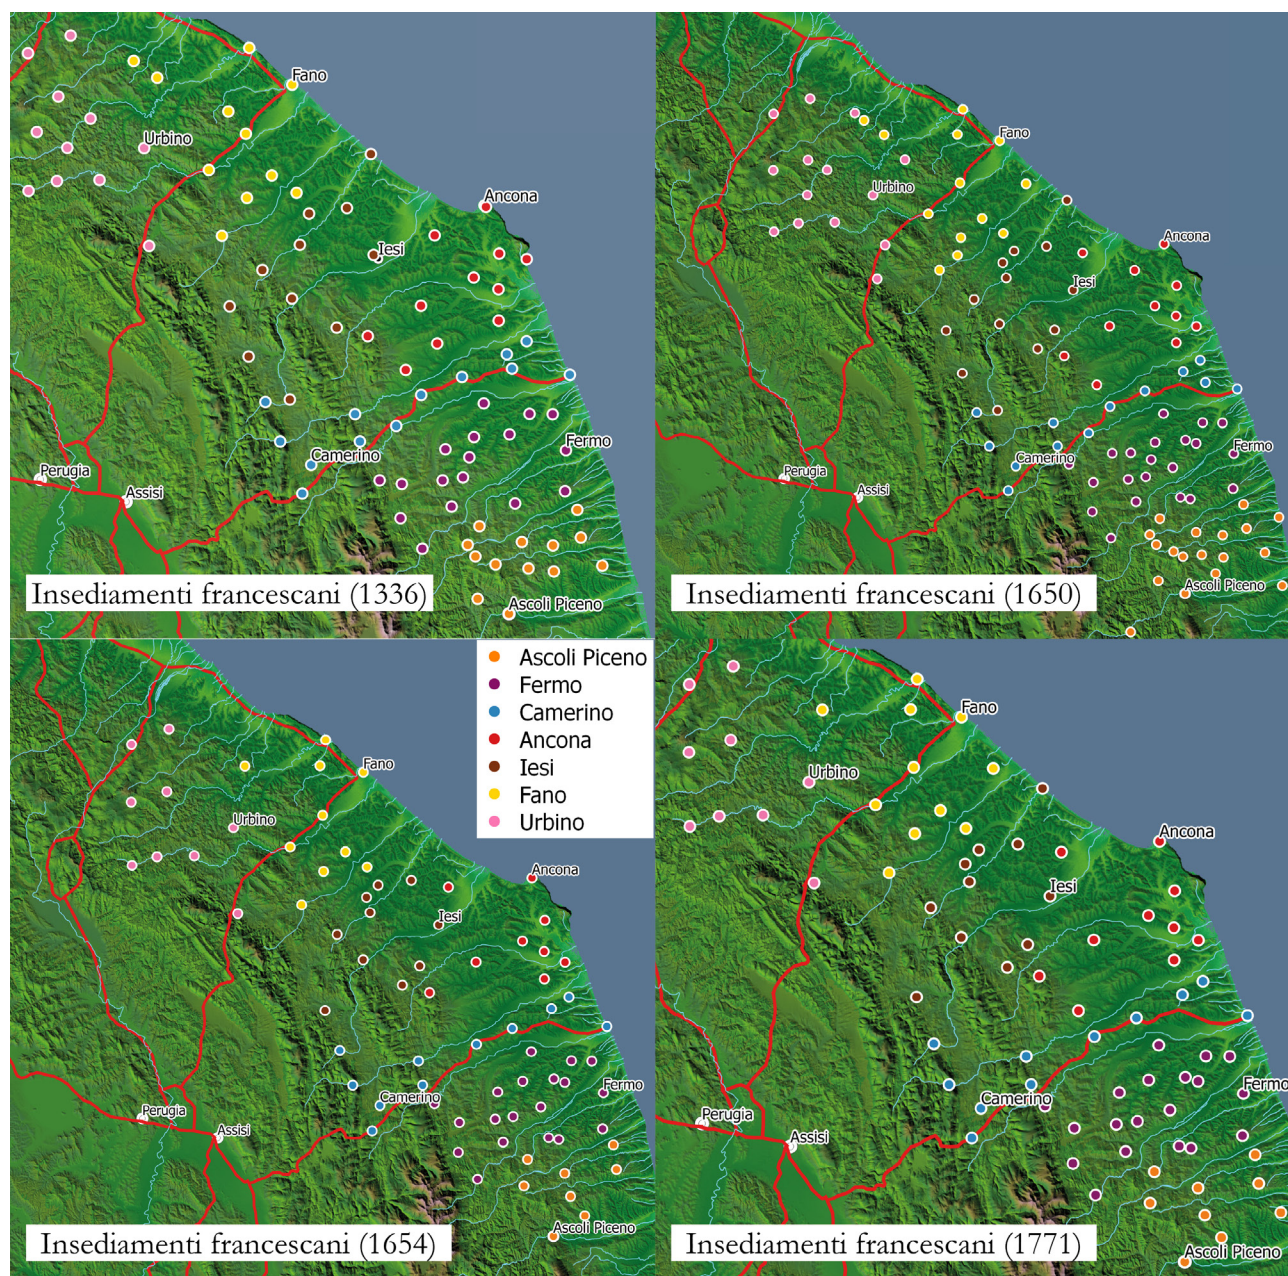 Fano
Urbino
Ancona
Iesi
Fermo
Camerino
Perugia
Assisi
Ascoli Piceno
Insediamenti francescani (1336)
Fano
Urbino
Ancona
Iesi
Fermo
Camerino
Perugia
Assisi
Ascoli Piceno
Insediamenti francescani (1650)
Ascoli Piceno
Fermo
Camerino
Ancona
Iesi
Fano
Urbino
Fano
Urbino
Ancona
Iesi
Fermo
Camerino
Perugia
Assisi
Ascoli Piceno
Insediamenti francescani (1654)
Fano
Urbino
Ancona
Iesi
Fermo
Camerino
Perugia
Assisi
Ascoli Piceno
Insediamenti francescani (1771)